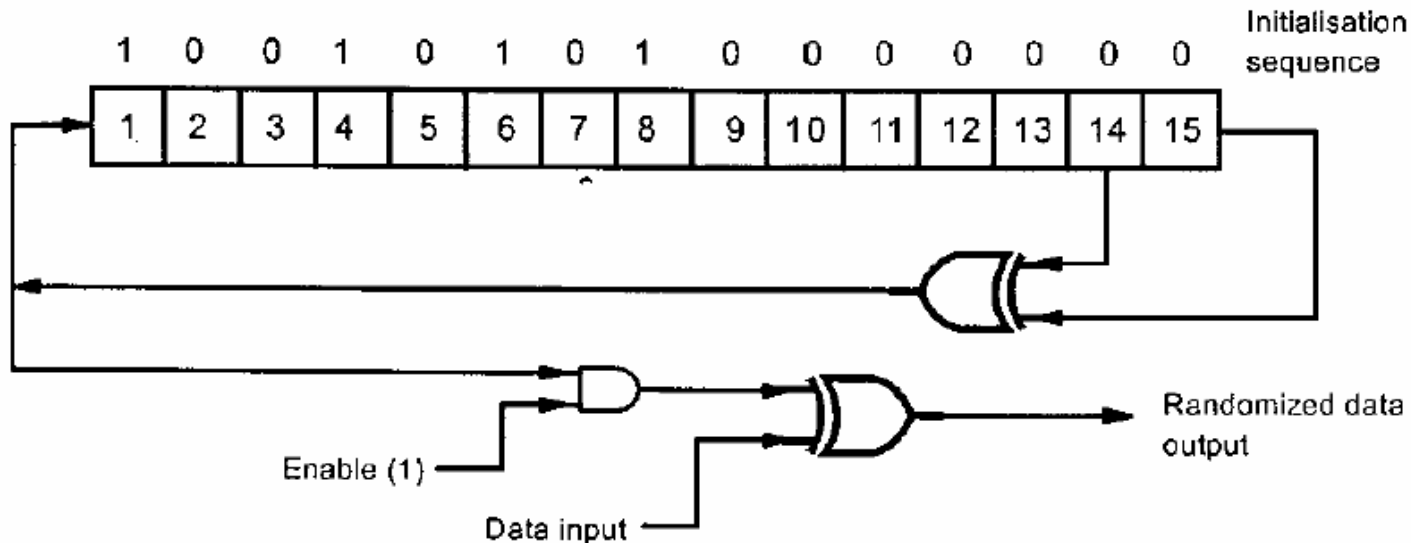 Initialisation
sequence
1 0 0 1 0 1 0 1 0 0 0 0 0 0 0
1 2 3 4 5 6 7 8 9 10 11 12 13 14 15
Randomized data
output
Enable (1)
Data input